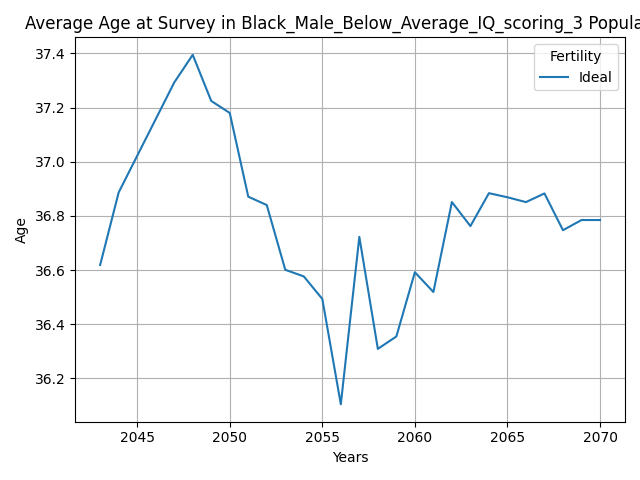 Average Age at Survey in Black_Male_Below_Average_IQ_scoring_3 Popula
Fertility
Ideal
37.4
37.2
37.0
36.8
36.6
36.4
36.2
Age
2045 2050 2055 2060 2065 2070
Years